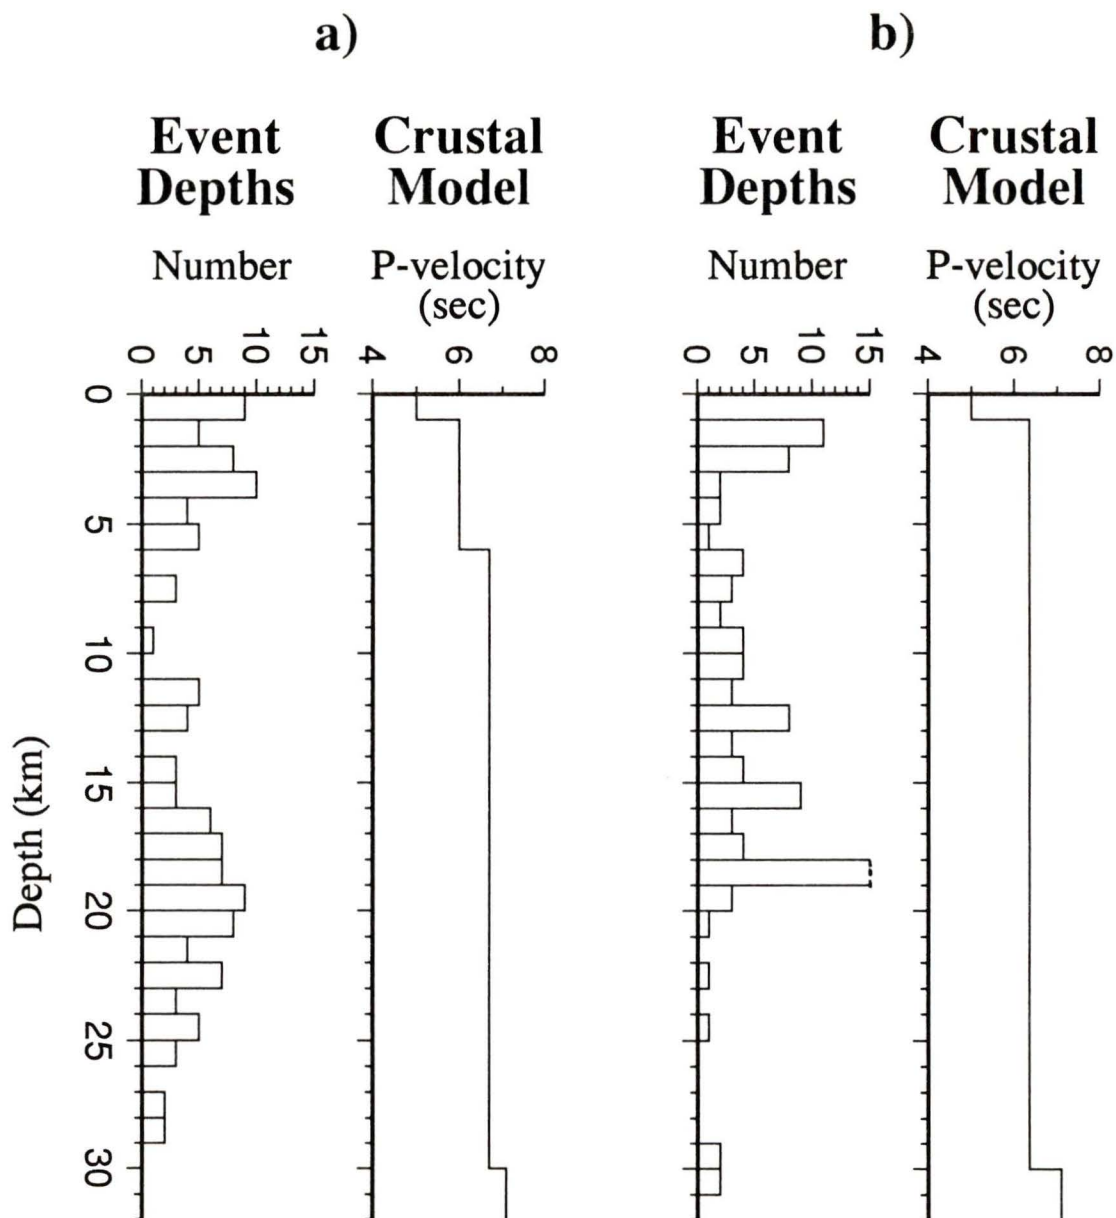 a)
Event
Depths
Number
0 5 10 15
Crustal
Model
P-velocity
(sec)
4 6 8
b)
Event
Depths
Number
0 5 10 15
Crustal
Model
P-velocity
(sec)
4 6 8
Depth (km)
0
5
10
15
20
25
30